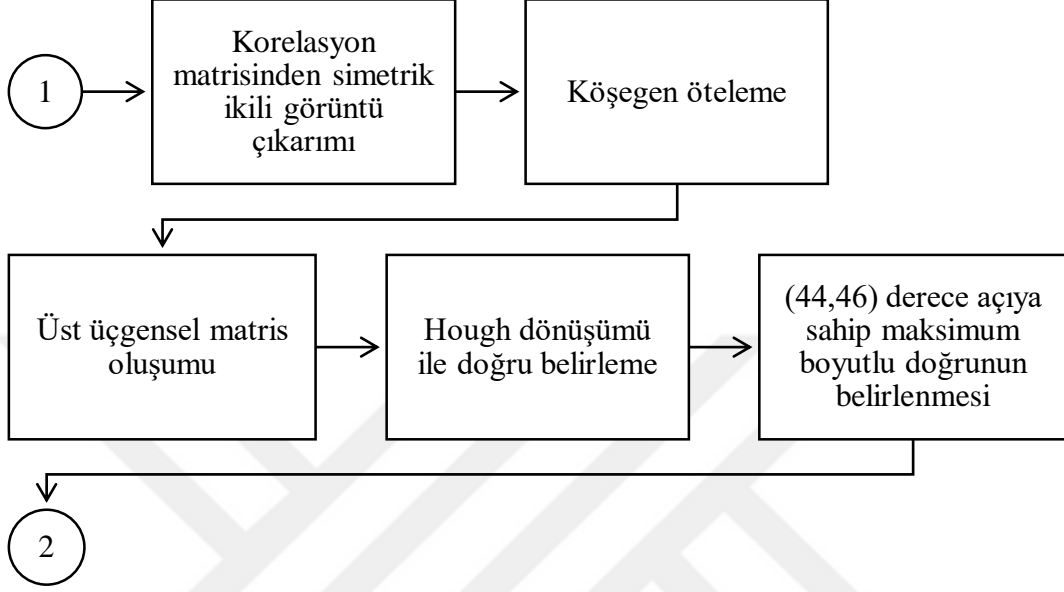 1
Korelasyon
matrisinden simetrik
ikili görüntü
çıkarımı
Köşegen öteleme
Üst üçgensel matris
oluşumu
Hough dönüşümü
ile doğru belirleme
(44,46) derece açıya
sahip maksimum
boyutlu doğrunun
belirlenmesi
2